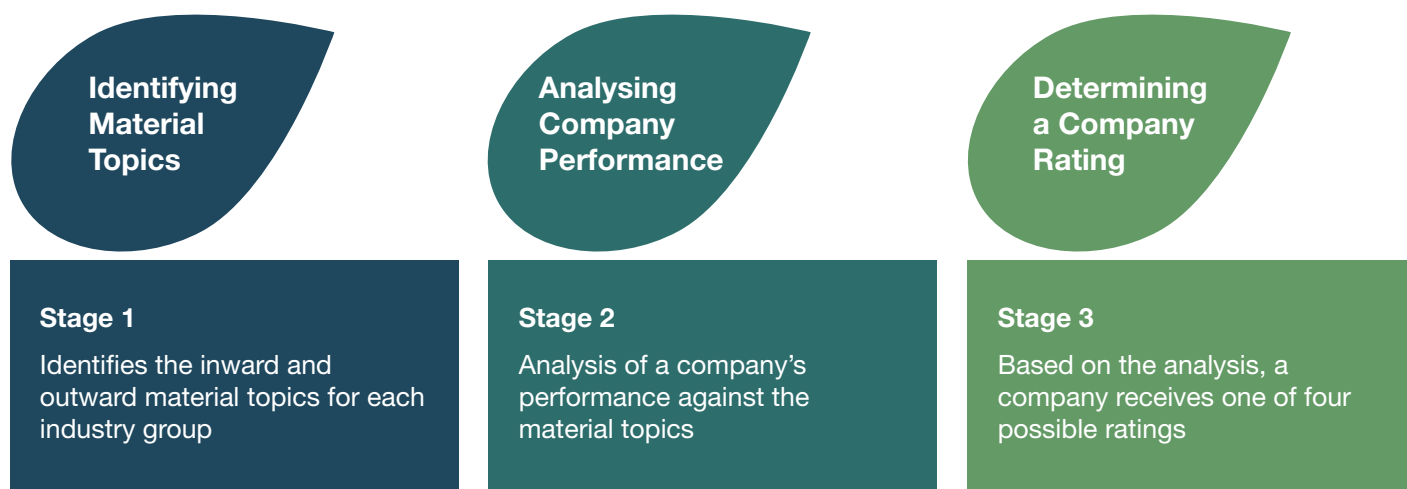 Identifying
Material
Topics
Analysing
Company
Performance
Determining
a Company
Rating
Stage 1
Identifies the inward and
outward material topics for each
industry group
Stage 2
Analysis of a company’s
performance against the
material topics
Stage 3
Based on the analysis, a
company receives one of four
possible ratings